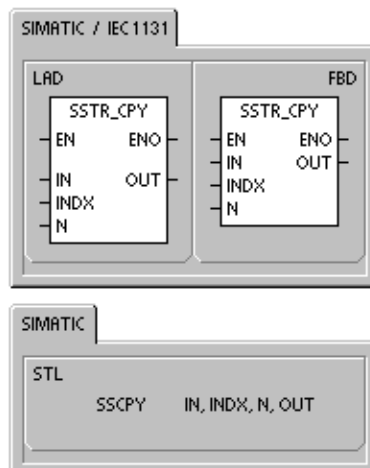 SIMATIC / IEC1131
LAD FBD
SSTR_CPY SSTR_CPY
EN ENO EN ENO
IN OUT IN OUT
INDX INDX
N N
SIMATIC
STL
SSCPY IN, INDX, N, OUT